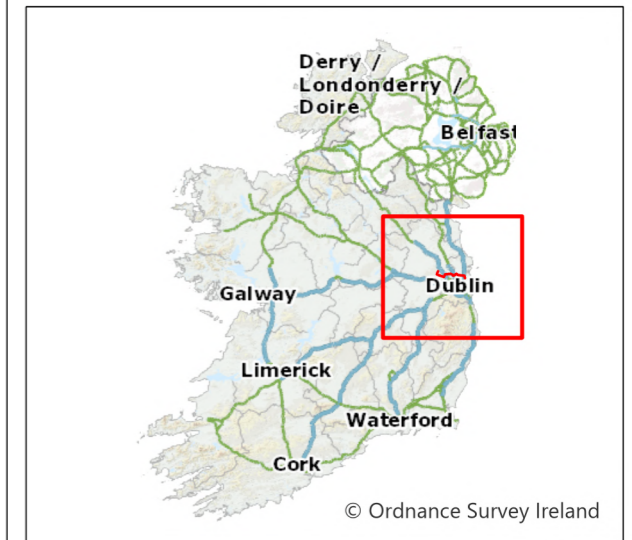 Derry /
Londonderry /
Doire
Belfast
Dublin
Galway
Limerick
Waterford
Cork
© Ordnance Survey Ireland